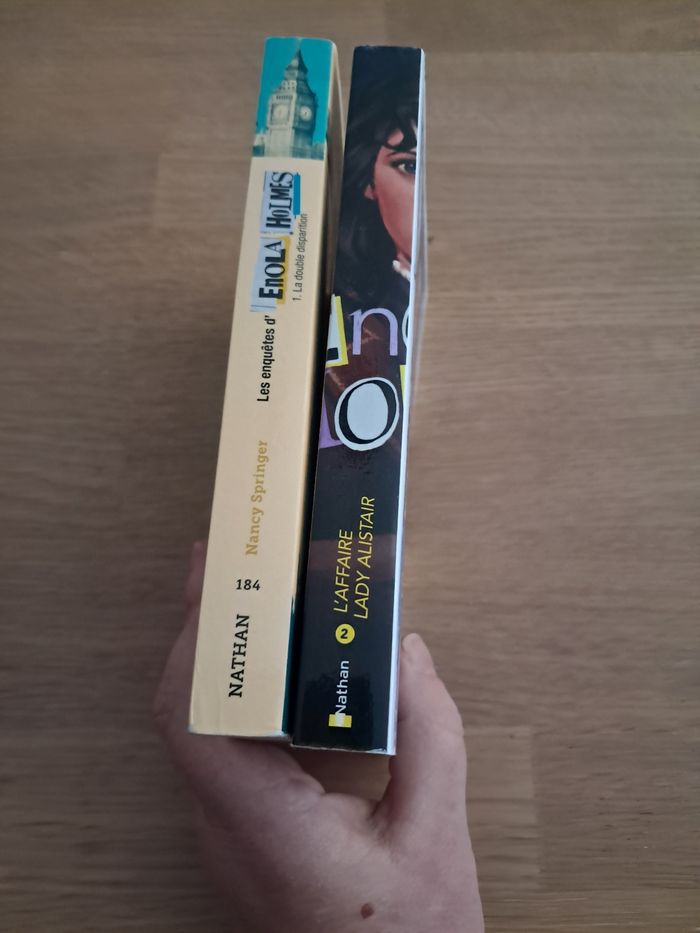 Les enquêtes d'
EnOLA HOLMES
1. La double disparition
Nancy Springer
184
NATHAN
L'AFFAIRE
LADY ALISTAIR
2
Nathan